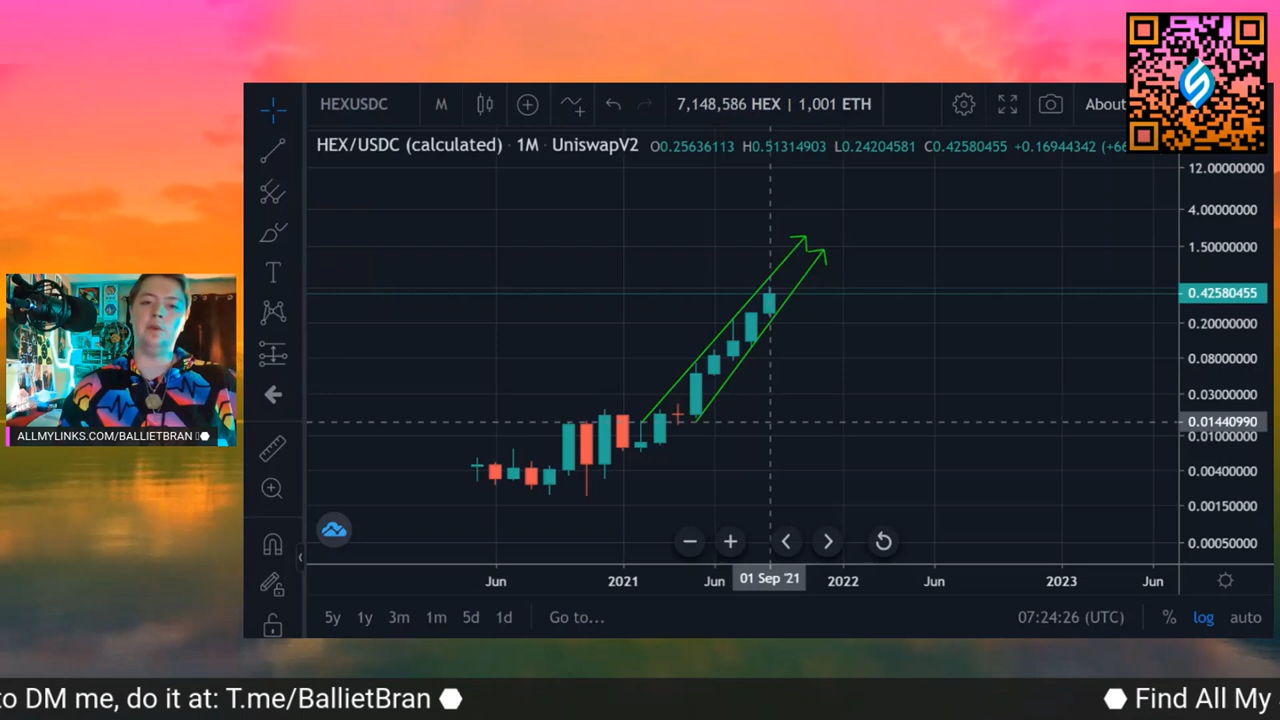 HEXUSDC M 7,148,586 HEX | 1,001 ETH About
HEX/USDC (calculated) · 1M · UniswapV2 O0.25636113 H0.51314903 L0.24204581 C0.42580455 +0.16944342 (+66
12.00000000
4.00000000
1.50000000
0.42580455
0.20000000
0.08000000
0.03000000
0.01440990
0.01000000
0.00400000
0.00150000
0.00050000
ALLMYLINKS.COM/BALLIETBRAN
Jun 2021 Jun 01 Sep '21 2022 Jun 2023 Jun
5y 1y 3m 1m 5d 1d Go to... 07:24:26 (UTC) % log auto
to DM me, do it at: T.me/BallietBran Find All My